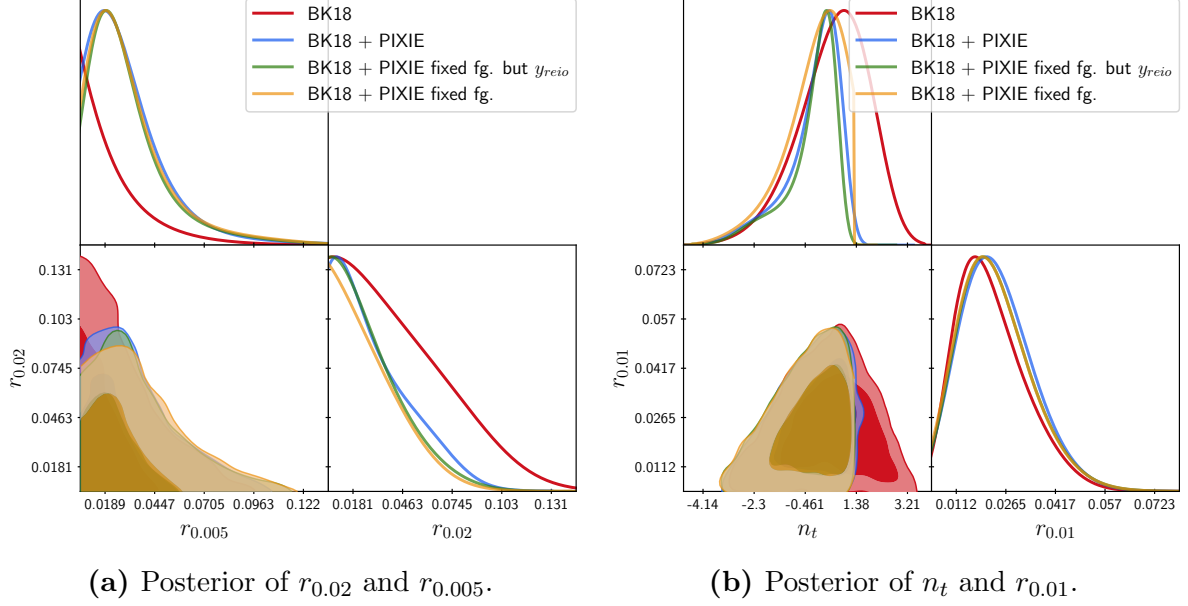 BK18
BK18 + PIXIE
BK18 + PIXIE fixed fg. but y_reio
BK18 + PIXIE fixed fg.
0.131
0.103
0.0745
0.0463
0.0181
r_0.02
0.0189 0.0447 0.0705 0.0963 0.122
r_0.005
0.0181 0.0463 0.0745 0.103 0.131
r_0.02
(a) Posterior of r_0.02 and r_0.005.
BK18
BK18 + PIXIE
BK18 + PIXIE fixed fg. but y_reio
BK18 + PIXIE fixed fg.
0.0723
0.057
0.0417
0.0265
0.0112
r_0.01
-4.14 -2.3 -0.461 1.38 3.21
n_t
0.0112 0.0265 0.0417 0.057 0.0723
r_0.01
(b) Posterior of n_t and r_0.01.